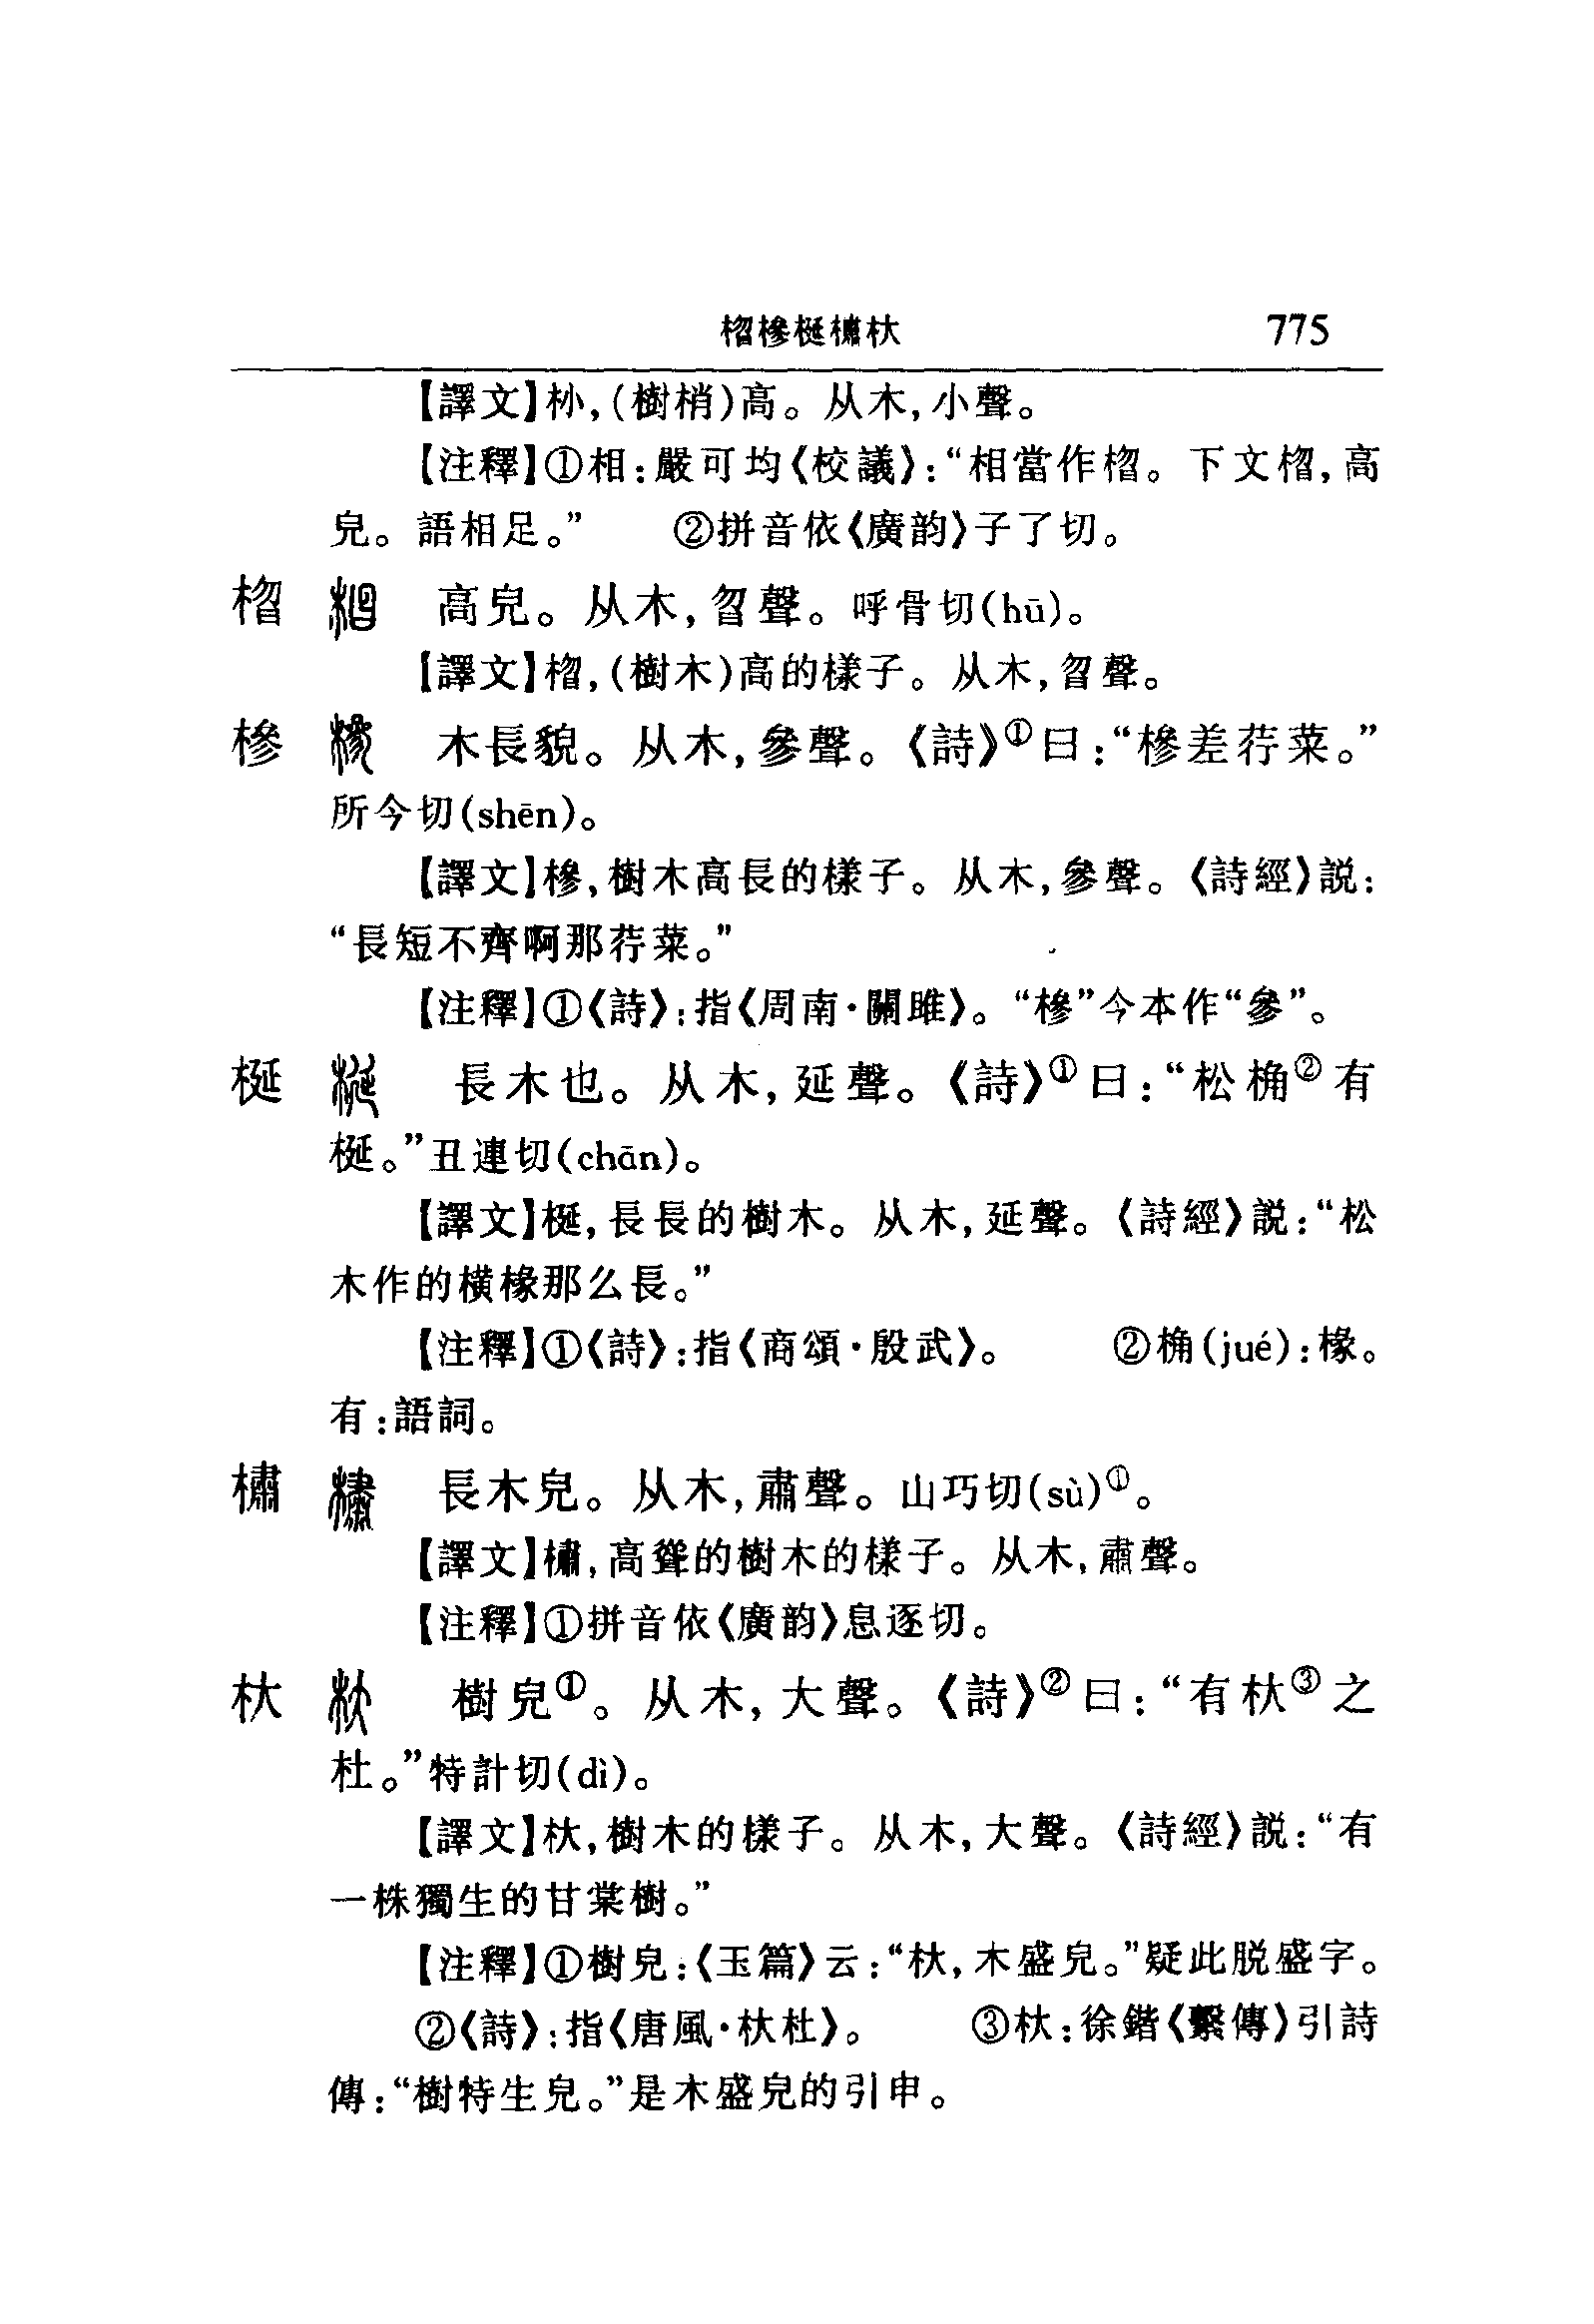 榾槮梴橚杕 775
【譯文】朻,(樹梢)高。从木,小聲。
【注釋】①相:嚴可均《校議》:“相當作榾。下文榾,高
皃。語相足。” ②拼音依《廣韵》子了切。
榾 高皃。从木,曶聲。呼骨切(hū)。
【譯文】榾,(樹木)高的樣子。从木,曶聲。
槮 木長貌。从木,參聲。《詩》①曰:“槮差荇菜。”
所今切(shēn)。
【譯文】槮,樹木高長的樣子。从木,參聲。《詩經》説:
“長短不齊啊那荇菜。”
【注釋】①《詩》:指《周南·關雎》。“槮”今本作“參”。
梴 長木也。从木,延聲。《詩》①曰:“松桷②有
梴。”丑連切(chān)。
【譯文】梴,長長的樹木。从木,延聲。《詩經》説:“松
木作的横椽那么長。”
【注釋】①《詩》:指《商頌·殷武》。 ②桷(jué):椽。
有:語詞。
橚 長木皃。从木,肅聲。山巧切(sù)①。
【譯文】橚,高聳的樹木的樣子。从木,肅聲。
【注釋】①拼音依《廣韵》息逐切。
杕 樹皃①。从木,大聲。《詩》②曰:“有杕③之
杜。”特計切(dì)。
【譯文】杕,樹木的樣子。从木,大聲。《詩經》説:“有
一株獨生的甘棠樹。”
【注釋】①樹皃:《玉篇》云:“杕,木盛皃。”疑此脱盛字。
②《詩》:指《唐風·杕杜》。 ③杕:徐鍇《繫傳》引詩
傳:“樹特生皃。”是木盛皃的引申。